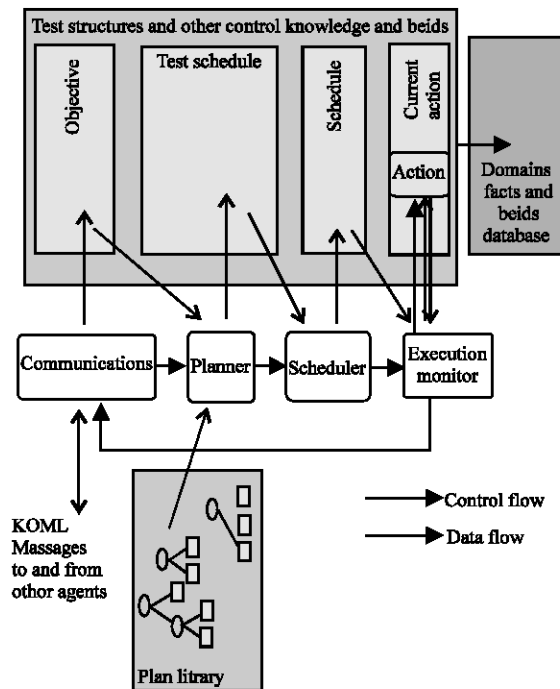 Test structures and other control knowledge and beids
Objective
Test schedule
Schedule
Current
action
Action
Domains
facts and
beids
database
Communications
Planner
Scheduler
Execution
monitor
KOML
Massages
to and from
other agents
Control flow
Data flow
Plan litrary